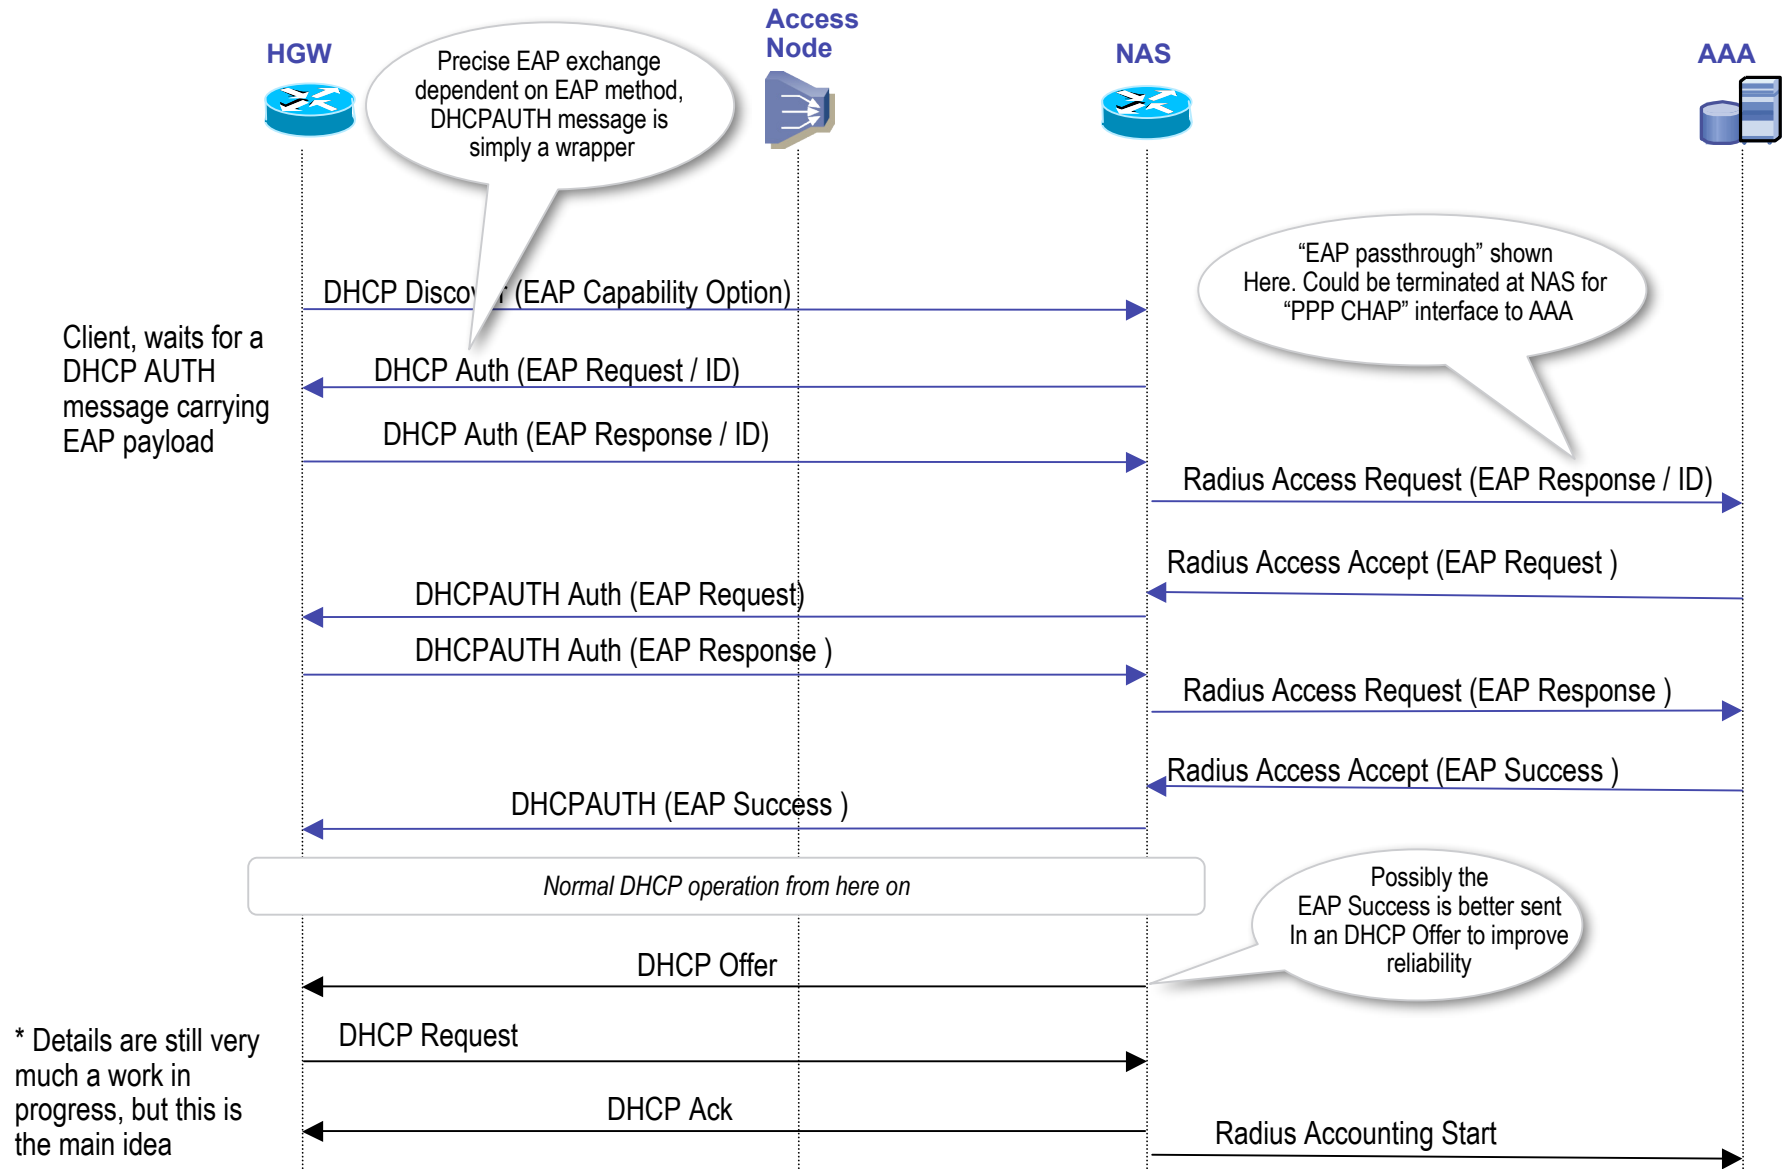 Access
Node
HGW
NAS
AAA
Precise EAP exchange
dependent on EAP method,
DHCPAUTH message is
simply a wrapper
“EAP passthrough” shown
Here. Could be terminated at NAS for
“PPP CHAP” interface to AAA
DHCP Discover (EAP Capability Option)
Client, waits for a
DHCP AUTH
message carrying
EAP payload
DHCP Auth (EAP Request / ID)
DHCP Auth (EAP Response / ID)
Radius Access Request (EAP Response / ID)
Radius Access Accept (EAP Request )
DHCPAUTH Auth (EAP Request)
DHCPAUTH Auth (EAP Response )
Radius Access Request (EAP Response )
Radius Access Accept (EAP Success )
DHCPAUTH (EAP Success )
Normal DHCP operation from here on
Possibly the
EAP Success is better sent
In an DHCP Offer to improve
reliability
DHCP Offer
DHCP Request
* Details are still very
much a work in
progress, but this is
the main idea
DHCP Ack
Radius Accounting Start